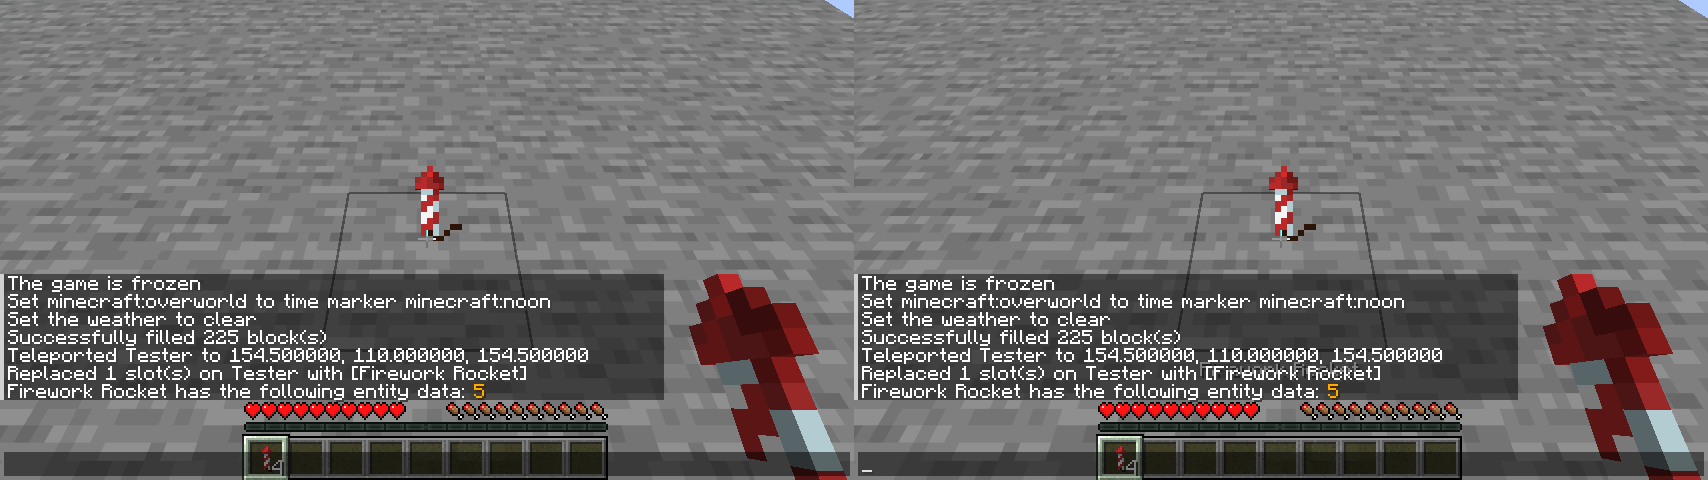 The game is frozen
Set minecraft:overworld to time marker minecraft:noon
Set the weather to clear
Successfully filled 225 block(s)
Teleported Tester to 154.500000, 110.000000, 154.500000
Replaced 1 slot(s) on Tester with [Firework Rocket]
Firework Rocket has the following entity data: 5
4
The game is frozen
Set minecraft:overworld to time marker minecraft:noon
Set the weather to clear
Successfully filled 225 block(s)
Teleported Tester to 154.500000, 110.000000, 154.500000
Replaced 1 slot(s) on Tester with [Firework Rocket]
Firework Rocket has the following entity data: 5
4
_